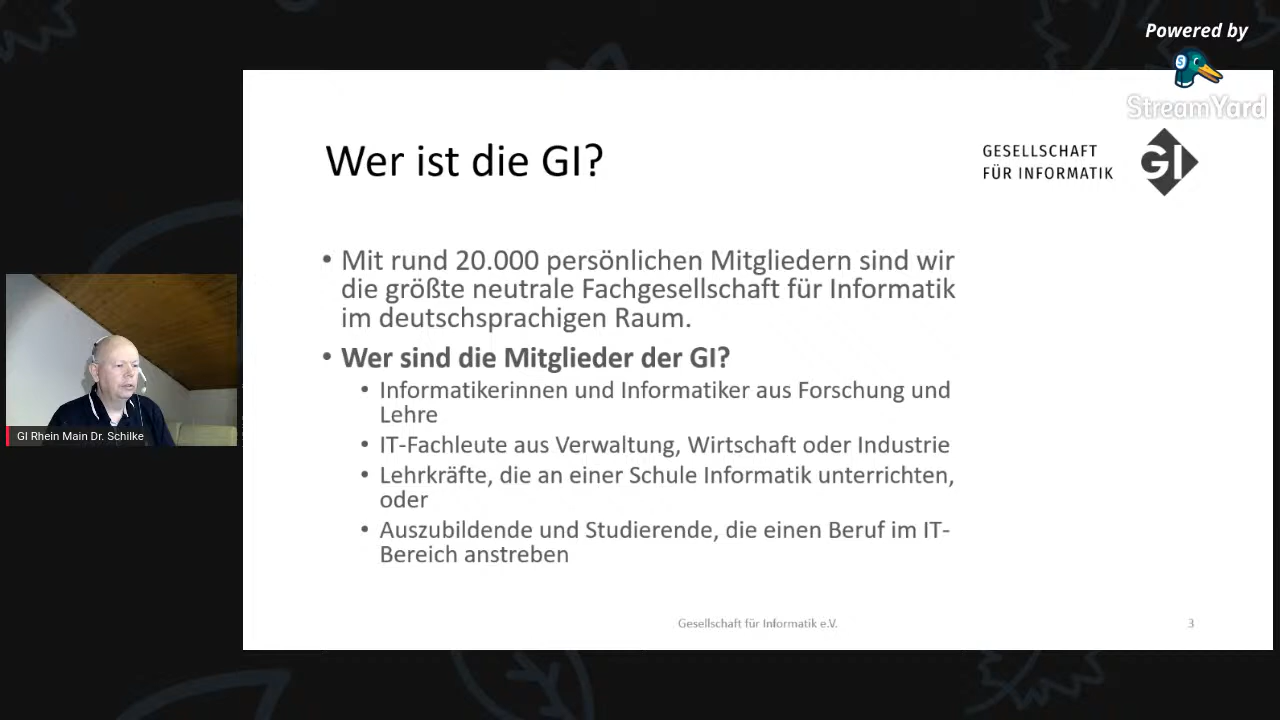 Powered by
StreamYard
Wer ist die GI?
GESELLSCHAFT
FÜR INFORMATIK
GI
• Mit rund 20.000 persönlichen Mitgliedern sind wir
die größte neutrale Fachgesellschaft für Informatik
im deutschsprachigen Raum.
• Wer sind die Mitglieder der GI?
• Informatikerinnen und Informatiker aus Forschung und
Lehre
• IT-Fachleute aus Verwaltung, Wirtschaft oder Industrie
• Lehrkräfte, die an einer Schule Informatik unterrichten,
oder
• Auszubildende und Studierende, die einen Beruf im IT-
Bereich anstreben
GI Rhein Main Dr. Schilke
Gesellschaft für Informatik e.V.
3